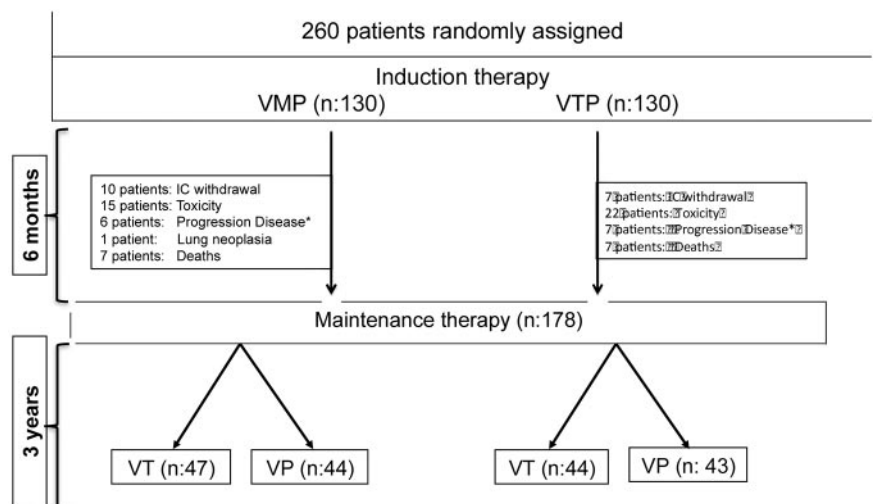 260 patients randomly assigned
Induction therapy
VMP (n:130) VTP (n:130)
6 months
10 patients: IC withdrawal
15 patients: Toxicity
6 patients: Progression Disease*
1 patient: Lung neoplasia
7 patients: Deaths
7 patients: IC withdrawal
22 patients: Toxicity
7 patients: Progression Disease*
7 patients: Deaths
Maintenance therapy (n:178)
3 years
VT (n:47) VP (n:44) VT (n:44) VP (n: 43)